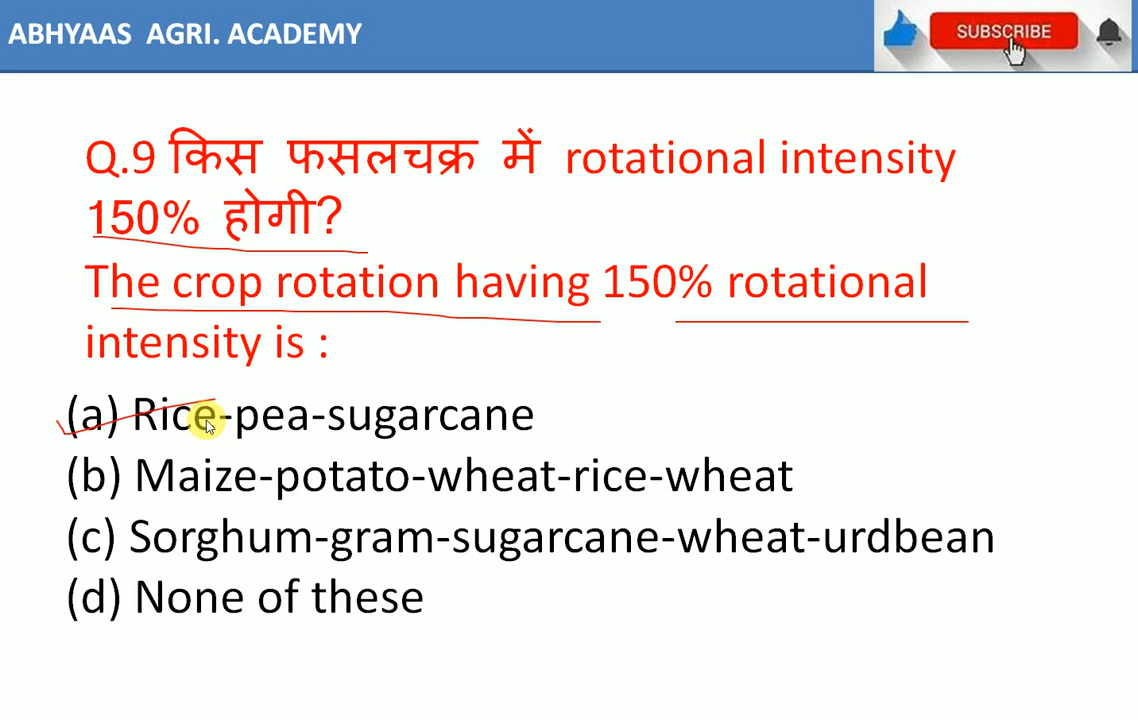 ABHYAAS AGRI. ACADEMY
SUBSCRIBE
Q.9 किस फसलचक्र में rotational intensity
150% होगी?
The crop rotation having 150% rotational
intensity is :
(a) Rice-pea-sugarcane
(b) Maize-potato-wheat-rice-wheat
(c) Sorghum-gram-sugarcane-wheat-urdbean
(d) None of these